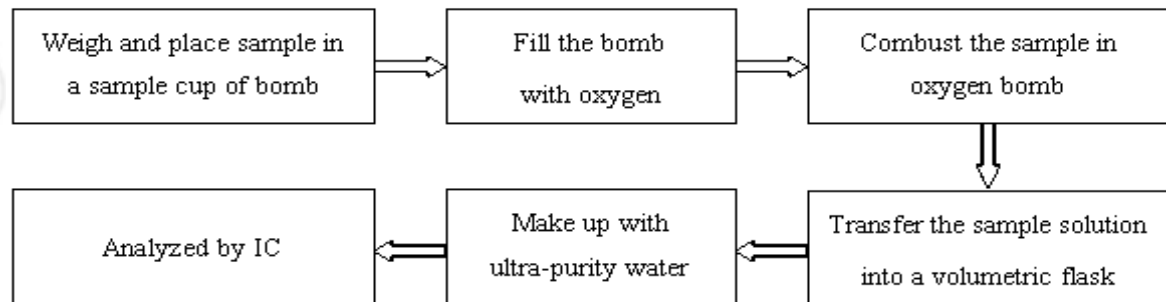 Weigh and place sample in
a sample cup of bomb
Fill the bomb
with oxygen
Combust the sample in
oxygen bomb
Transfer the sample solution
into a volumetric flask
Make up with
ultra-purity water
Analyzed by IC